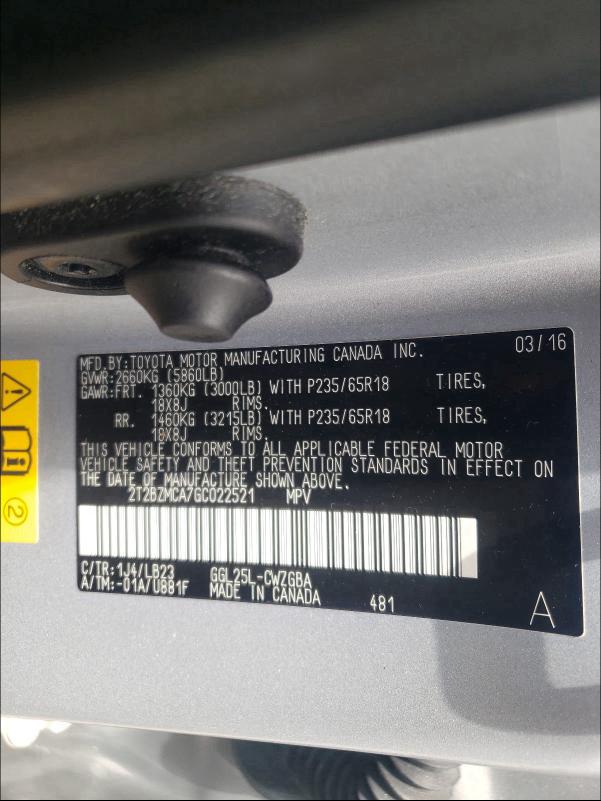 MFD.BY:TOYOTA MOTOR MANUFACTURING CANADA INC. 03/16
GVWR:2660KG (5860LB)
GAWR:FRT. 1360KG (3000LB) WITH P235/65R18 TIRES,
18X8J RIMS.
RR. 1460KG (3215LB) WITH P235/65R18 TIRES,
18X8J RIMS.
THIS VEHICLE CONFORMS TO ALL APPLICABLE FEDERAL MOTOR
VEHICLE SAFETY AND THEFT PREVENTION STANDARDS IN EFFECT ON
THE DATE OF MANUFACTURE SHOWN ABOVE.
2T2BZMCA7GC022521 MPV
C/TR:1J4/LB23 GGL25L-CWZGBA
A/TM:-01A/U881F MADE IN CANADA 481
A
2